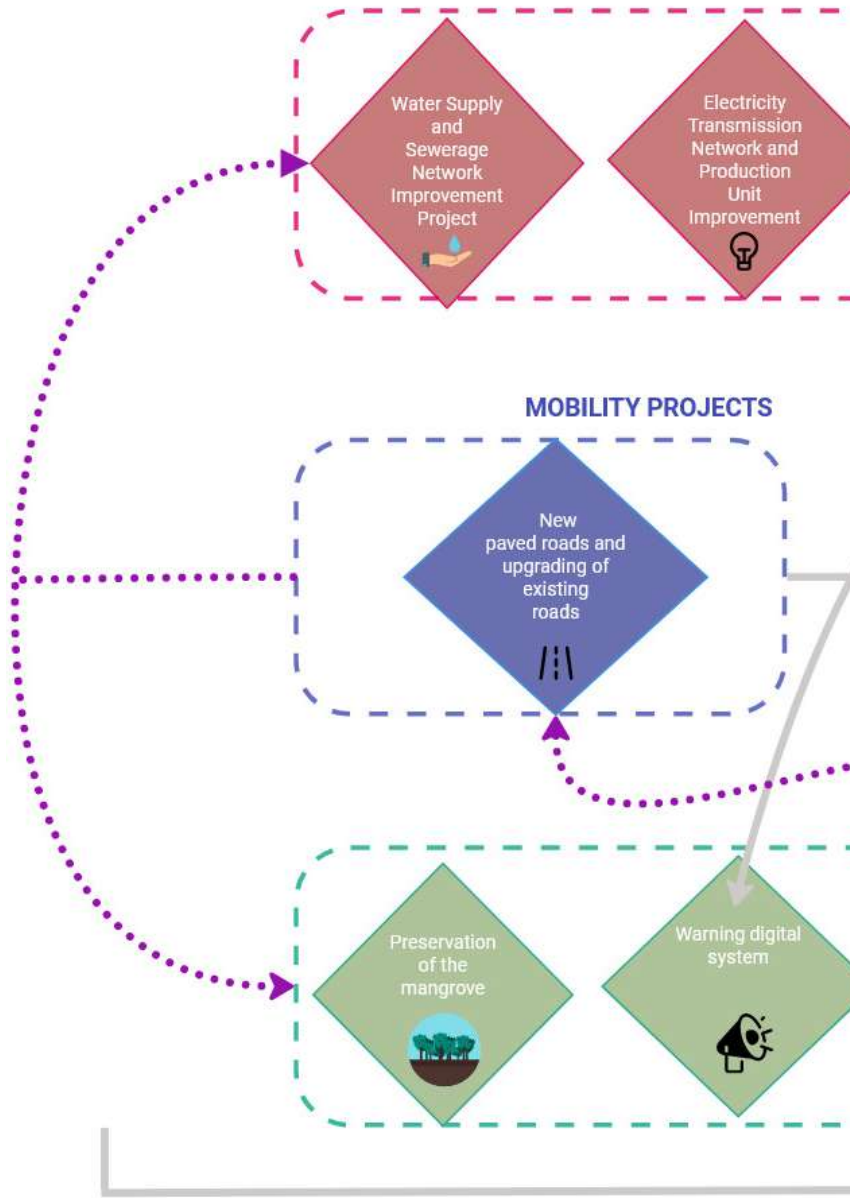 Water Supply
and
Sewerage
Network
Improvement
Project
Electricity
Transmission
Network and
Production
Unit
Improvement
MOBILITY PROJECTS
New
paved roads and
upgrading of
existing
roads
Preservation
of the
mangrove
Warning digital
system